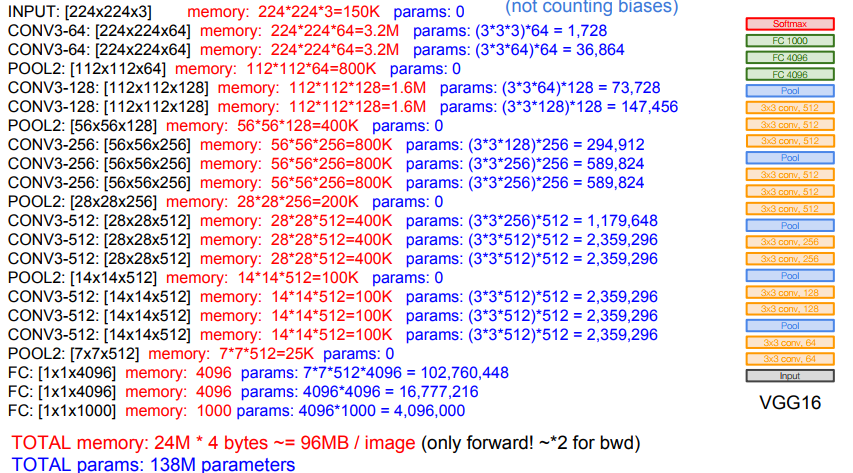 (not counting biases)
INPUT: [224x224x3] memory: 224*224*3=150K params: 0
CONV3-64: [224x224x64] memory: 224*224*64=3.2M params: (3*3*3)*64 = 1,728
CONV3-64: [224x224x64] memory: 224*224*64=3.2M params: (3*3*64)*64 = 36,864
POOL2: [112x112x64] memory: 112*112*64=800K params: 0
CONV3-128: [112x112x128] memory: 112*112*128=1.6M params: (3*3*64)*128 = 73,728
CONV3-128: [112x112x128] memory: 112*112*128=1.6M params: (3*3*128)*128 = 147,456
POOL2: [56x56x128] memory: 56*56*128=400K params: 0
CONV3-256: [56x56x256] memory: 56*56*256=800K params: (3*3*128)*256 = 294,912
CONV3-256: [56x56x256] memory: 56*56*256=800K params: (3*3*256)*256 = 589,824
CONV3-256: [56x56x256] memory: 56*56*256=800K params: (3*3*256)*256 = 589,824
POOL2: [28x28x256] memory: 28*28*256=200K params: 0
CONV3-512: [28x28x512] memory: 28*28*512=400K params: (3*3*256)*512 = 1,179,648
CONV3-512: [28x28x512] memory: 28*28*512=400K params: (3*3*512)*512 = 2,359,296
CONV3-512: [28x28x512] memory: 28*28*512=400K params: (3*3*512)*512 = 2,359,296
POOL2: [14x14x512] memory: 14*14*512=100K params: 0
CONV3-512: [14x14x512] memory: 14*14*512=100K params: (3*3*512)*512 = 2,359,296
CONV3-512: [14x14x512] memory: 14*14*512=100K params: (3*3*512)*512 = 2,359,296
CONV3-512: [14x14x512] memory: 14*14*512=100K params: (3*3*512)*512 = 2,359,296
POOL2: [7x7x512] memory: 7*7*512=25K params: 0
FC: [1x1x4096] memory: 4096 params: 7*7*512*4096 = 102,760,448
FC: [1x1x4096] memory: 4096 params: 4096*4096 = 16,777,216
FC: [1x1x1000] memory: 1000 params: 4096*1000 = 4,096,000
TOTAL memory: 24M * 4 bytes ~= 96MB / image (only forward! ~*2 for bwd)
TOTAL params: 138M parameters
Softmax
FC 1000
FC 4096
FC 4096
Pool
3x3 conv, 512
3x3 conv, 512
3x3 conv, 512
Pool
3x3 conv, 512
3x3 conv, 512
3x3 conv, 512
Pool
3x3 conv, 256
3x3 conv, 256
Pool
3x3 conv, 128
3x3 conv, 128
Pool
3x3 conv, 64
3x3 conv, 64
Input
VGG16